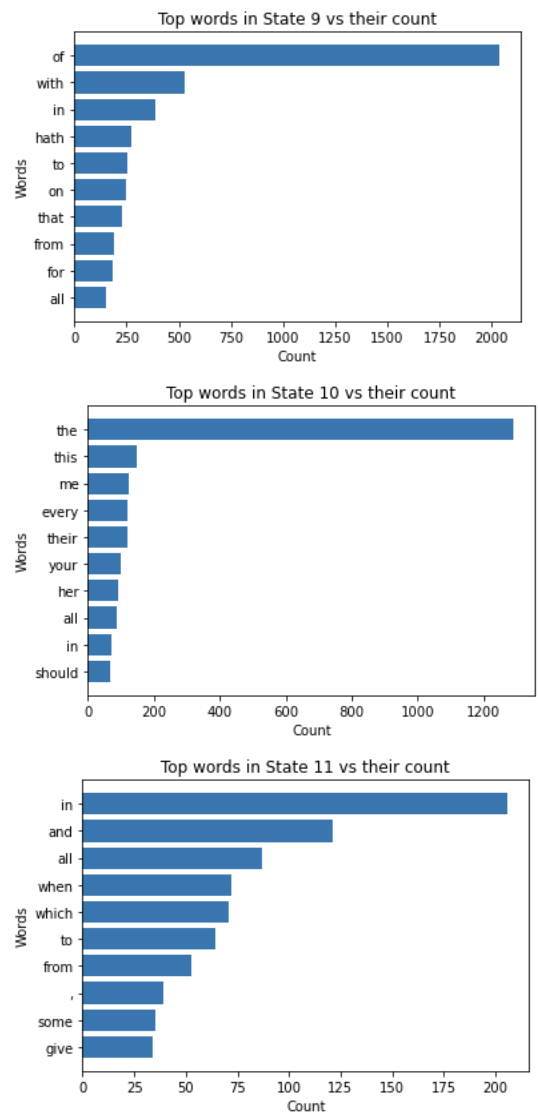 Top words in State 9 vs their count
of
with
in
hath
to
on
that
from
for
all
Words
0 250 500 750 1000 1250 1500 1750 2000
Count
Top words in State 10 vs their count
the
this
me
every
their
your
her
all
in
should
Words
0 200 400 600 800 1000 1200
Count
Top words in State 11 vs their count
in
and
all
when
which
to
from
,
some
give
Words
0 25 50 75 100 125 150 175 200
Count